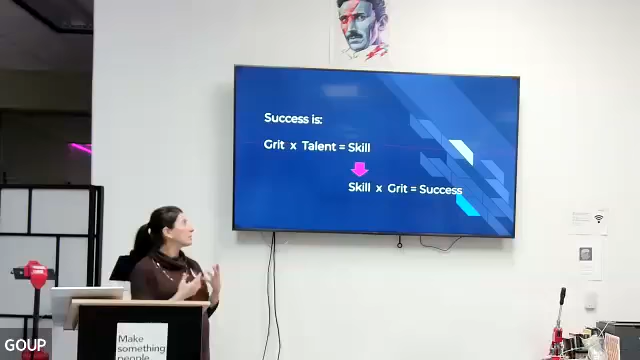 Success is:
Grit x Talent = Skill
Skill x Grit = Success
Make
something
people
GOUP